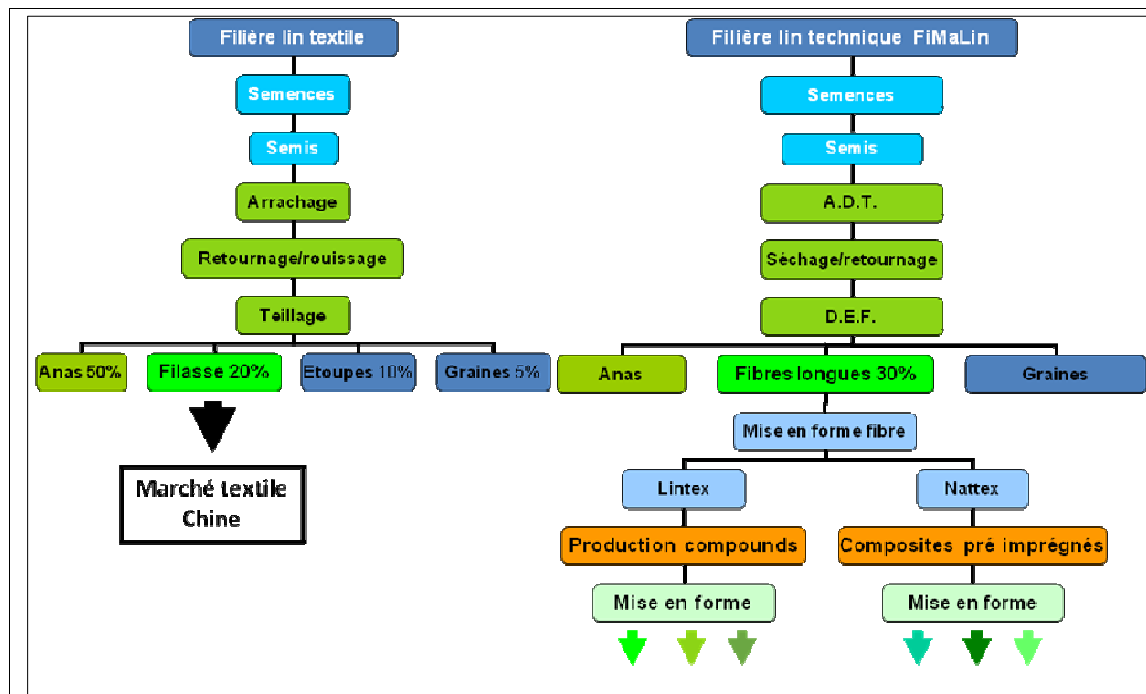 Filière lin textile
Semences
Semis
Arrachage
Retournage/rouissage
Teillage
Anas 50%
Filasse 20%
Etoupes 10%
Graines 5%
Marché textile
Chine
Filière lin technique FiMaLin
Semences
Semis
A.D.T.
Séchage/retournage
D.E.F.
Anas
Fibres longues 30%
Graines
Mise en forme fibre
Lintex
Nattex
Production compounds
Composites pré imprégnés
Mise en forme
Mise en forme